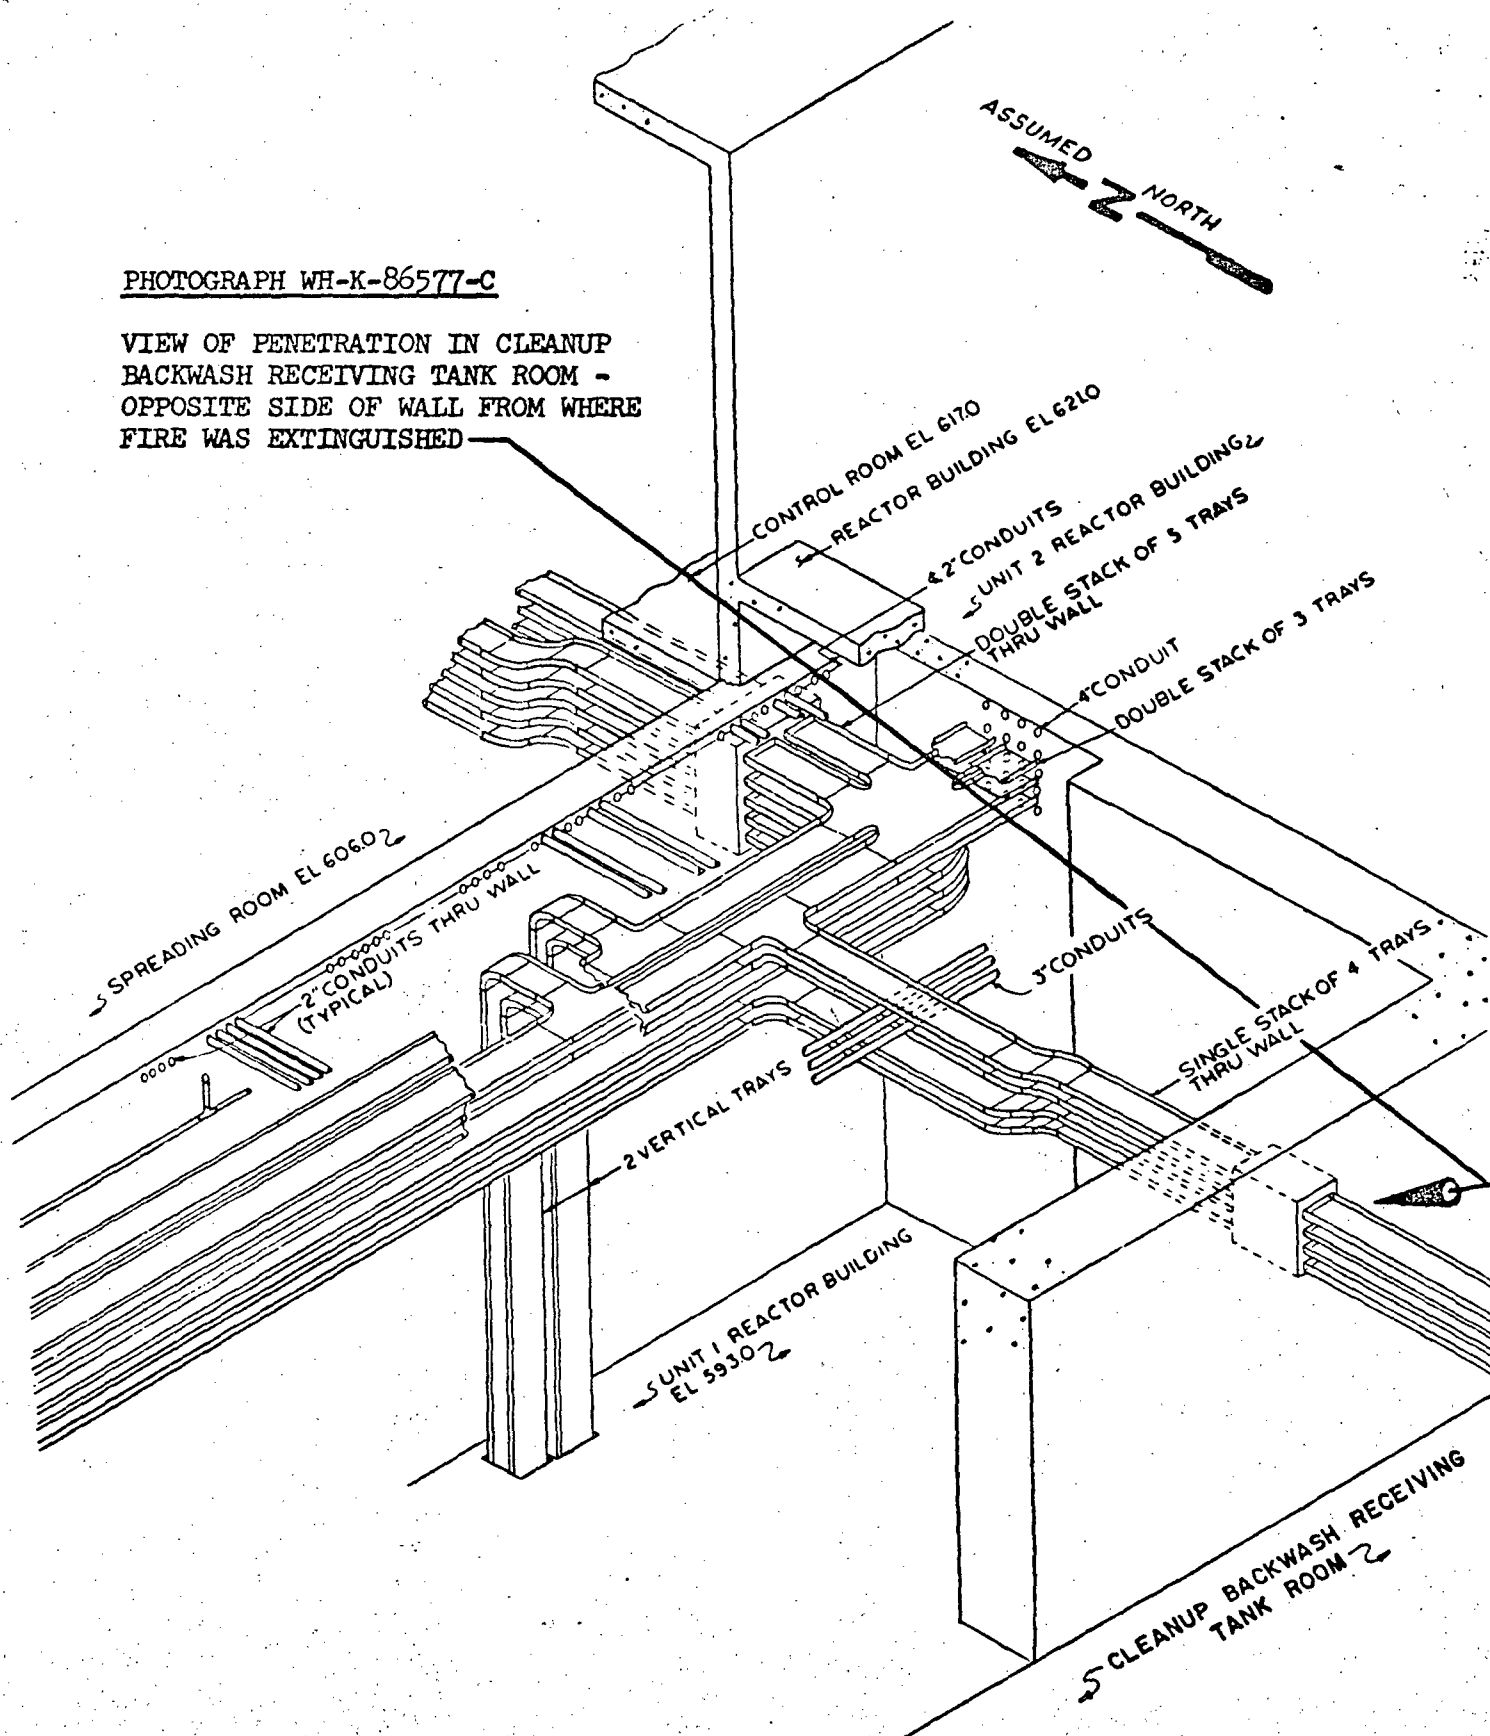 ASSUMED
N
NORTH
PHOTOGRAPH WH-K-86577-C
VIEW OF PENETRATION IN CLEANUP
BACKWASH RECEIVING TANK ROOM -
OPPOSITE SIDE OF WALL FROM WHERE
FIRE WAS EXTINGUISHED
CONTROL ROOM EL 617.0
REACTOR BUILDING EL 621.0
2" CONDUITS
UNIT 2 REACTOR BUILDING
DOUBLE STACK OF 5 TRAYS
THRU WALL
4" CONDUIT
DOUBLE STACK OF 3 TRAYS
SPREADING ROOM EL 606.0
2" CONDUITS THRU WALL
(TYPICAL)
3" CONDUITS
SINGLE STACK OF 4 TRAYS
THRU WALL
2 VERTICAL TRAYS
UNIT 1 REACTOR BUILDING
EL 593.0
CLEANUP BACKWASH RECEIVING
TANK ROOM